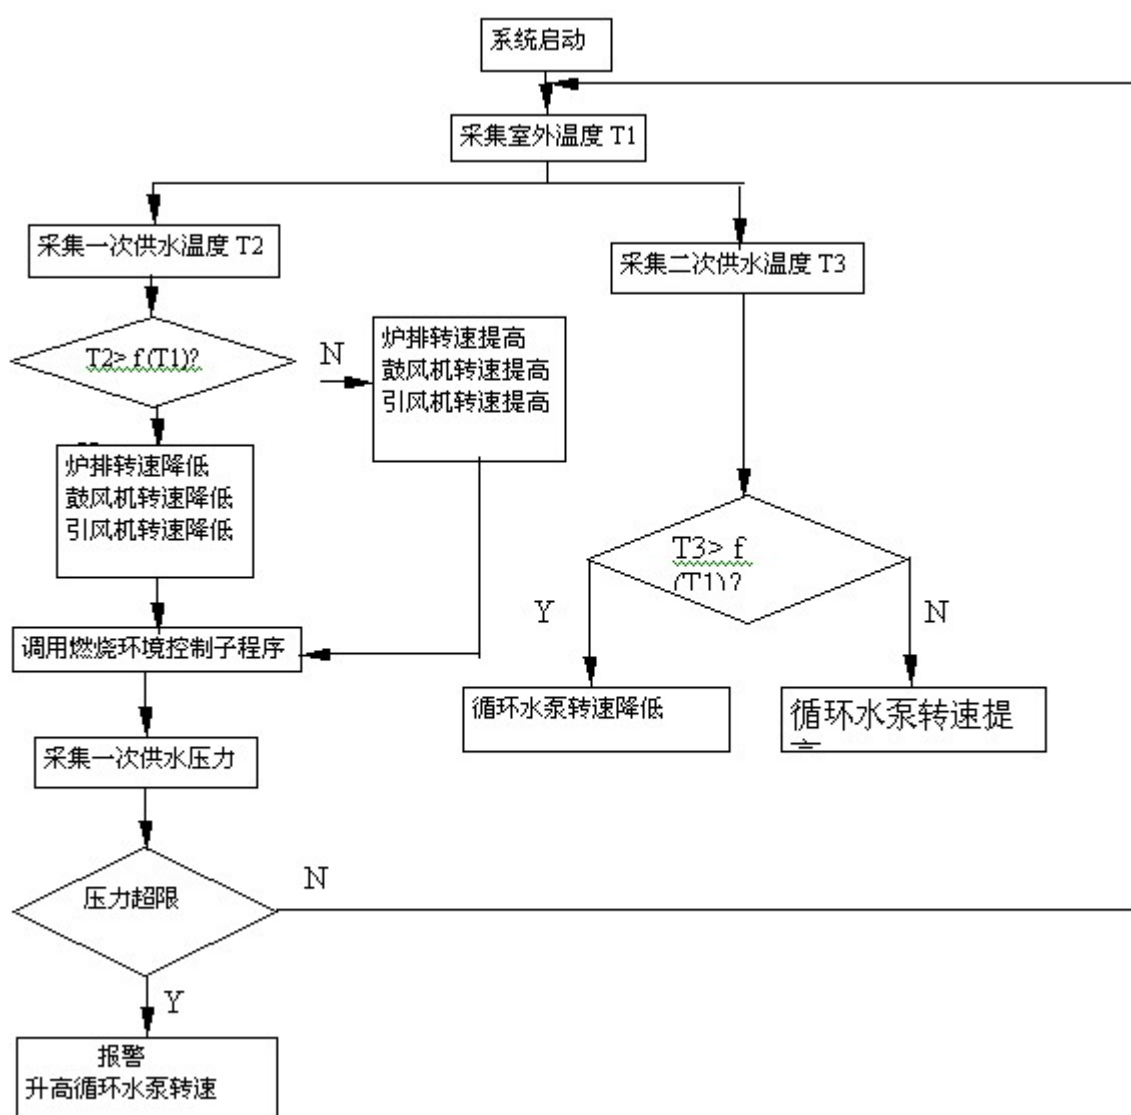 系统启动
采集室外温度 T1
采集一次供水温度 T2
采集二次供水温度 T3
T2> f(T1)?
N
炉排转速提高
鼓风机转速提高
引风机转速提高
炉排转速降低
鼓风机转速降低
引风机转速降低
T3> f
(T1)?
Y
N
调用燃烧环境控制子程序
循环水泵转速降低
循环水泵转速提
采集一次供水压力
压力超限
N
Y
报警
升高循环水泵转速